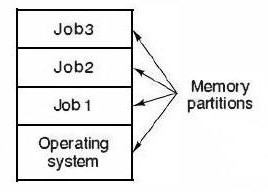 Job3
Job2
Job 1
Operating
system
Memory
partitions